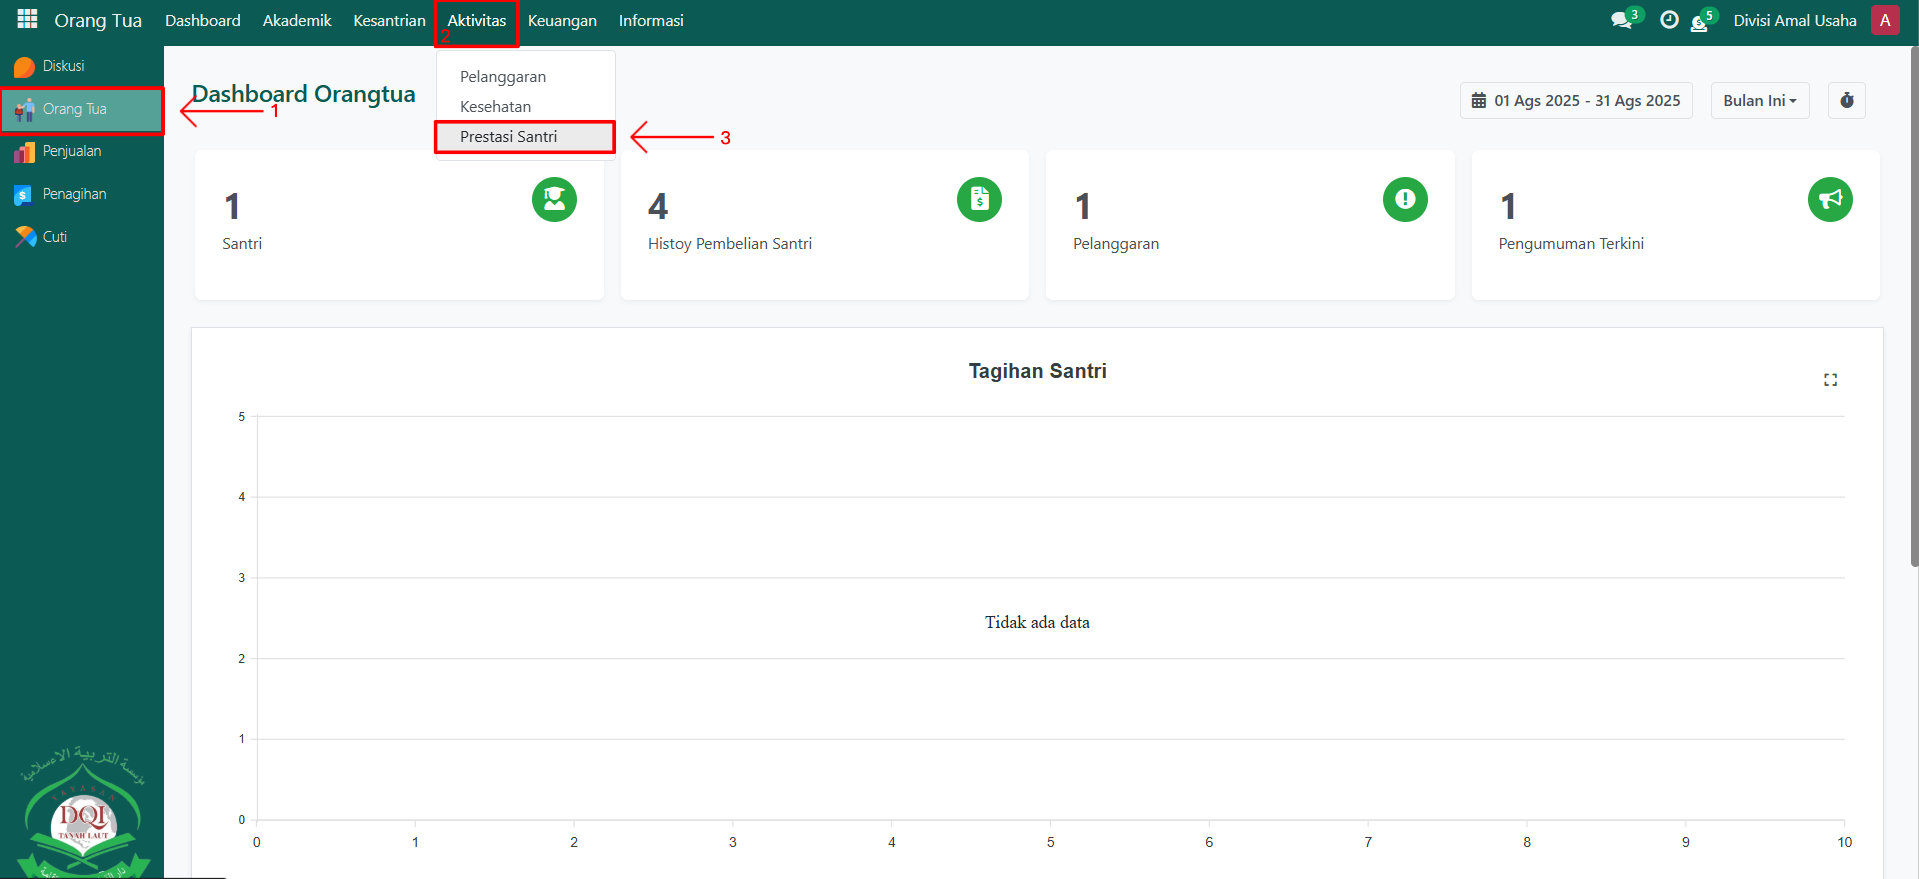 Orang Tua Dashboard Akademik Kesantrian Aktivitas Keuangan Informasi 3 5 Divisi Amal Usaha A
2
Diskusi
Orang Tua
Penjualan
Penagihan
Cuti
1
Pelanggaran
Kesehatan
Prestasi Santri
3
Dashboard Orangtua
01 Ags 2025 - 31 Ags 2025 Bulan Ini
1
Santri
4
Histoy Pembelian Santri
1
Pelanggaran
1
Pengumuman Terkini
Tagihan Santri
5
4
3
Tidak ada data
2
1
0
0 1 2 3 4 5 6 7 8 9 10
مؤسسة التربية الإسلامية
YAYASAN
DQI
TANAH LAUT